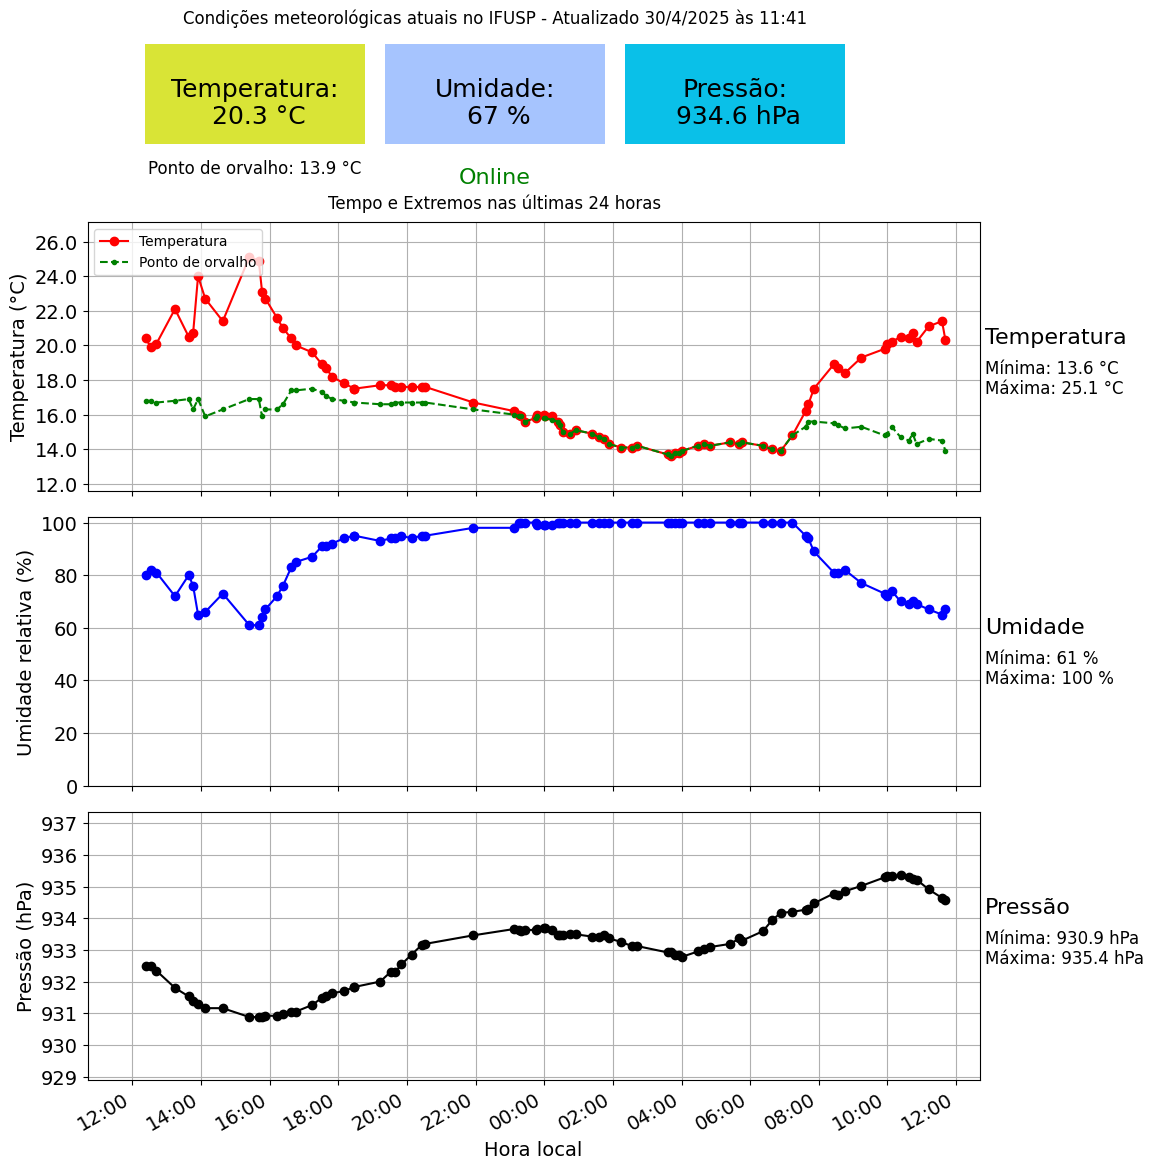 Condições meteorológicas atuais no IFUSP - Atualizado 30/4/2025 às 11:41
Temperatura:
20.3 °C
Umidade:
67 %
Pressão:
934.6 hPa
Ponto de orvalho: 13.9 °C
Online
Tempo e Extremos nas últimas 24 horas
Temperatura (°C)
26.0
24.0
22.0
20.0
18.0
16.0
14.0
12.0
Temperatura
Ponto de orvalho
Temperatura
Mínima: 13.6 °C
Máxima: 25.1 °C
Umidade relativa (%)
100
80
60
40
20
0
Umidade
Mínima: 61 %
Máxima: 100 %
Pressão (hPa)
937
936
935
934
933
932
931
930
929
Pressão
Mínima: 930.9 hPa
Máxima: 935.4 hPa
12:00
14:00
16:00
18:00
20:00
22:00
00:00
02:00
04:00
06:00
08:00
10:00
12:00
Hora local